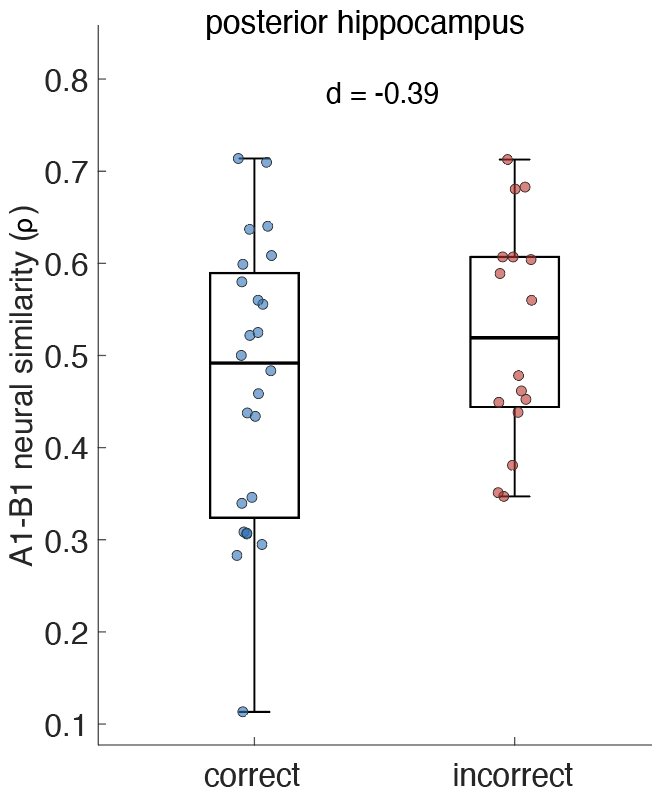 posterior hippocampus
d = -0.39
A1-B1 neural similarity (ρ)
0.8
0.7
0.6
0.5
0.4
0.3
0.2
0.1
correct incorrect